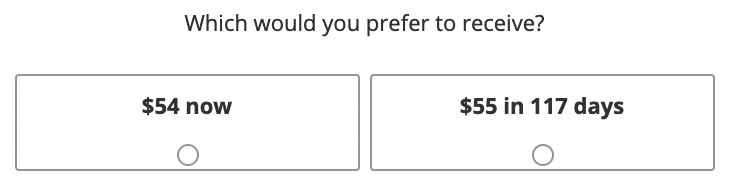 Which would you prefer to receive?
$54 now
$55 in 117 days